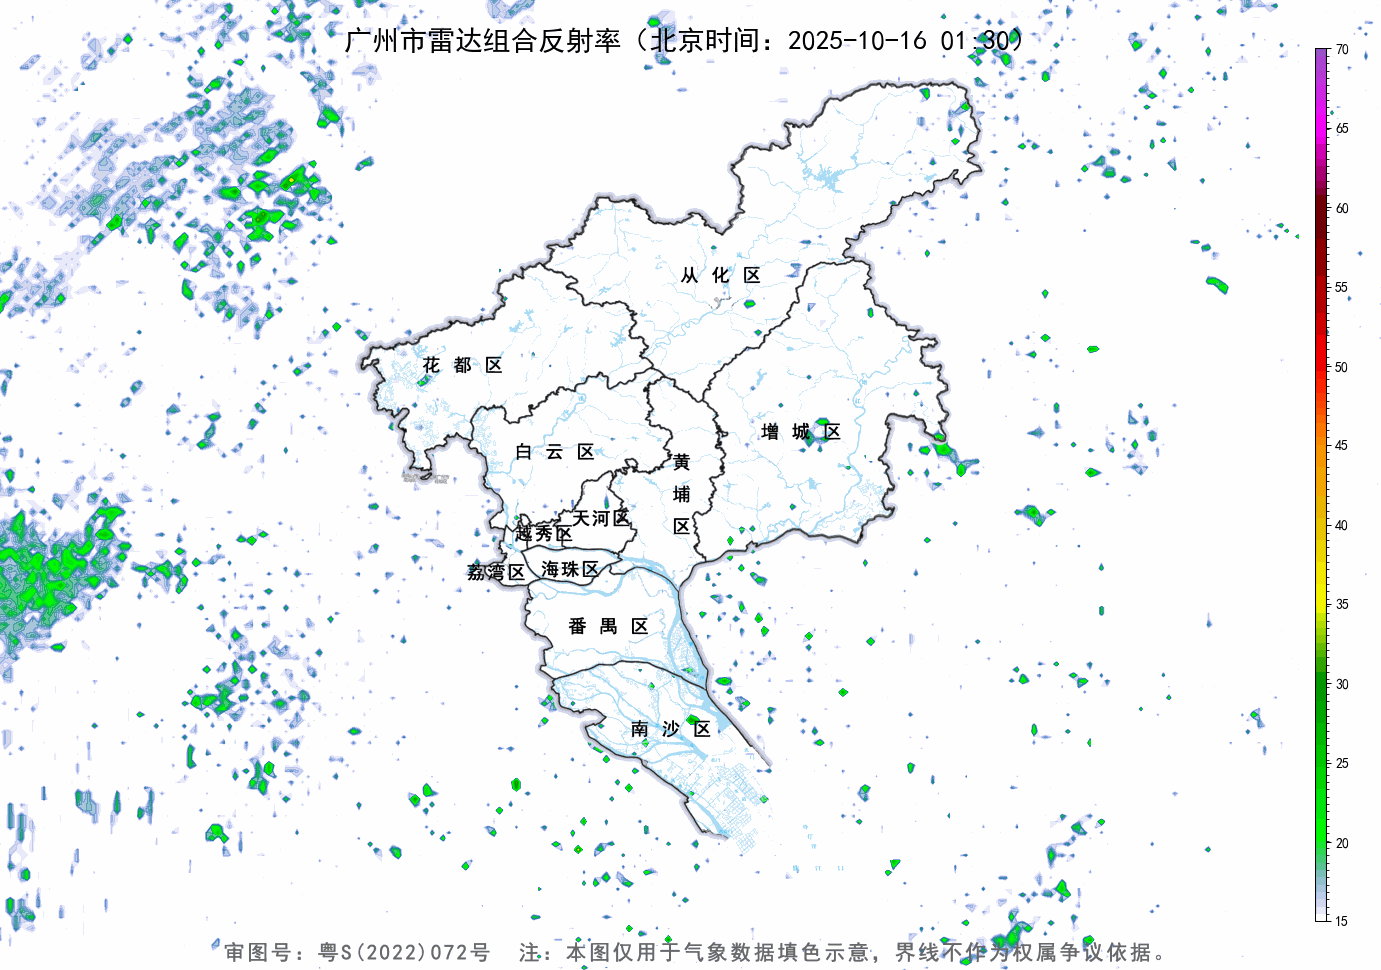 广州市雷达组合反射率（北京时间：2025-10-16 01:30）
70
65
60
55
50
45
40
35
30
25
20
15
从化区
花都区
增城区
白云区
黄埔区
天河区
越秀区
荔湾区
海珠区
番禺区
南沙区
审图号：粤S(2022)072号 注：本图仅用于气象数据填色示意，界线不作为权属争议依据。